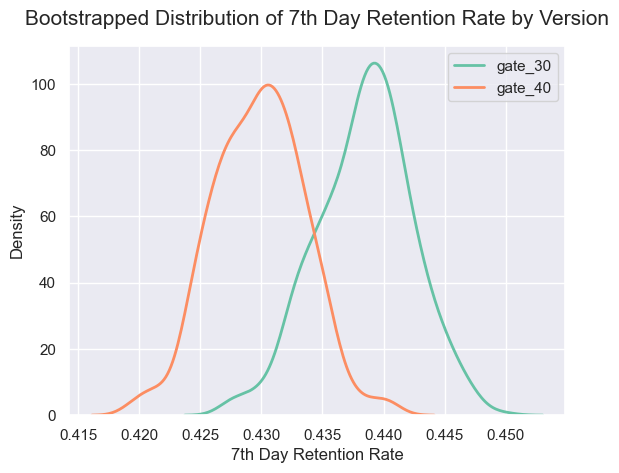 Bootstrapped Distribution of 7th Day Retention Rate by Version
gate_30
gate_40
Density
100
80
60
40
20
0
0.415 0.420 0.425 0.430 0.435 0.440 0.445 0.450
7th Day Retention Rate